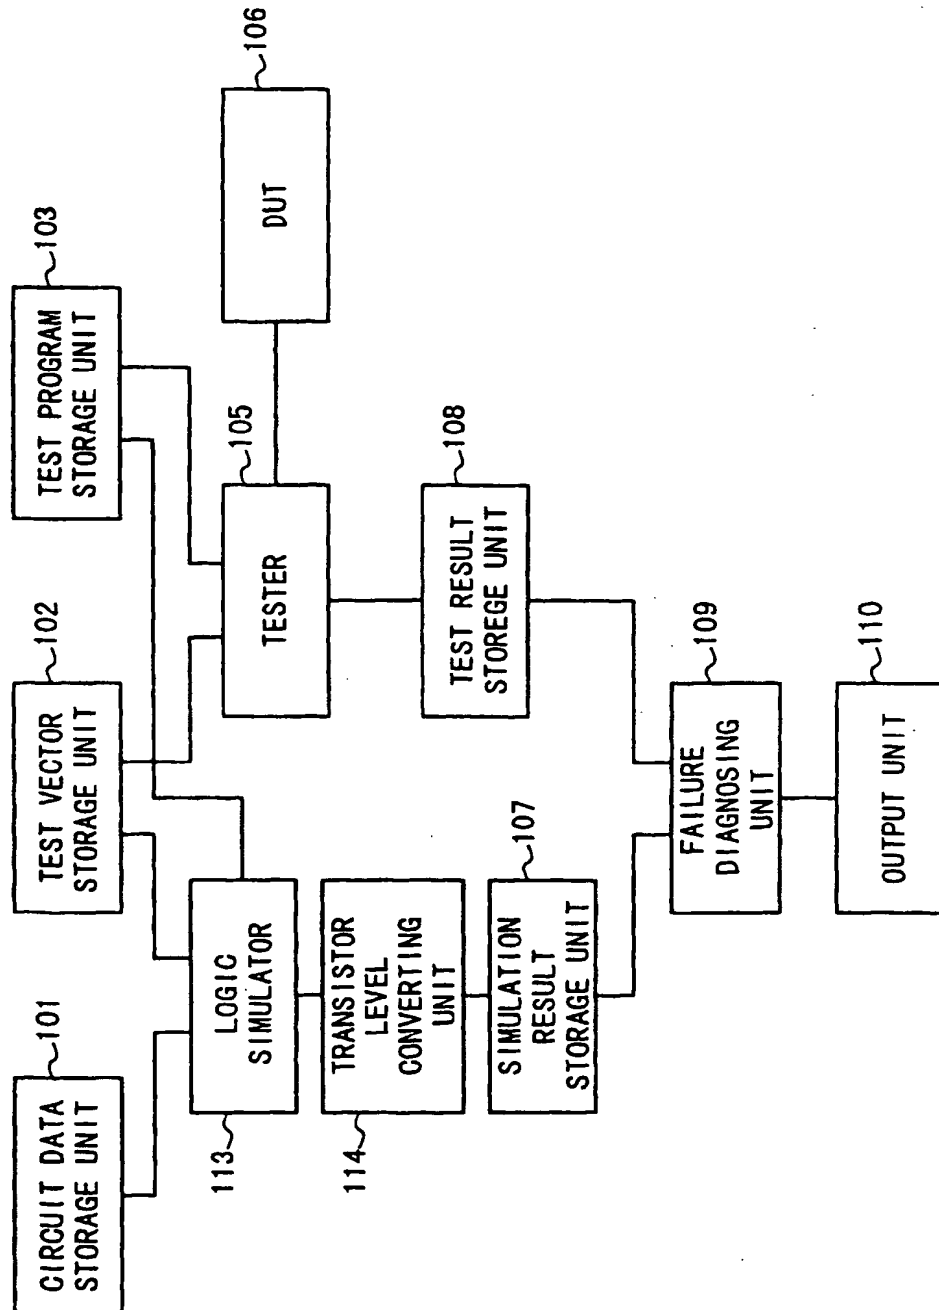 101
CIRCUIT DATA
STORAGE UNIT
102
TEST VECTOR
STORAGE UNIT
103
TEST PROGRAM
STORAGE UNIT
113
LOGIC
SIMULATOR
105
TESTER
106
DUT
114
TRANSISTOR
LEVEL
CONVERTING
UNIT
107
SIMULATION
RESULT
STORAGE UNIT
108
TEST RESULT
STOREGE UNIT
109
FAILURE
DIAGNOSING
UNIT
110
OUTPUT UNIT